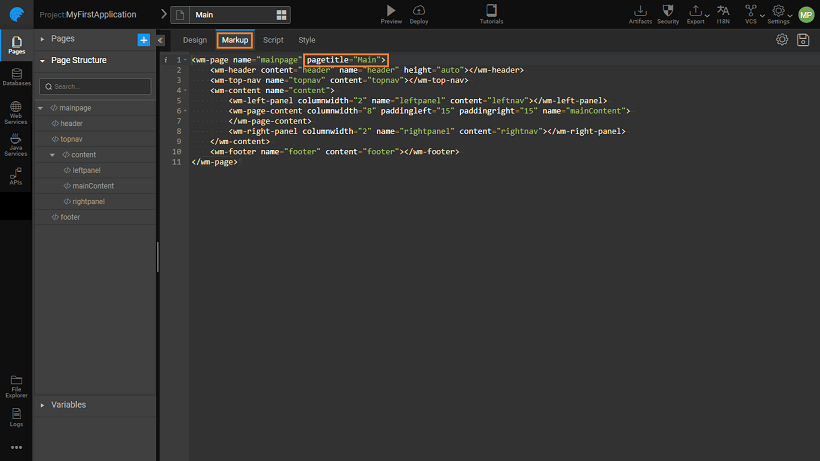 Project:MyFirstApplication
Main
Preview
Deploy
Tutorials
Artifacts
Security
Export
I18N
VCS
Settings
MP
Pages
Databases
Web
Services
Java
Services
APIs
File
Explorer
Logs
Pages
Page Structure
Search...
mainpage
header
topnav
content
leftpanel
mainContent
rightpanel
footer
Variables
Design
Markup
Script
Style
1 <wm-page name="mainpage" pagetitle="Main">
2 <wm-header content="header" name="header" height="auto"></wm-header>
3 <wm-top-nav name="topnav" content="topnav"></wm-top-nav>
4 <wm-content name="content">
5 <wm-left-panel columnwidth="2" name="leftpanel" content="leftnav"></wm-left-panel>
6 <wm-page-content columnwidth="8" paddingleft="15" paddingright="15" name="mainContent">
7 </wm-page-content>
8 <wm-right-panel columnwidth="2" name="rightpanel" content="rightnav"></wm-right-panel>
9 </wm-content>
10 <wm-footer name="footer" content="footer"></wm-footer>
11 </wm-page>